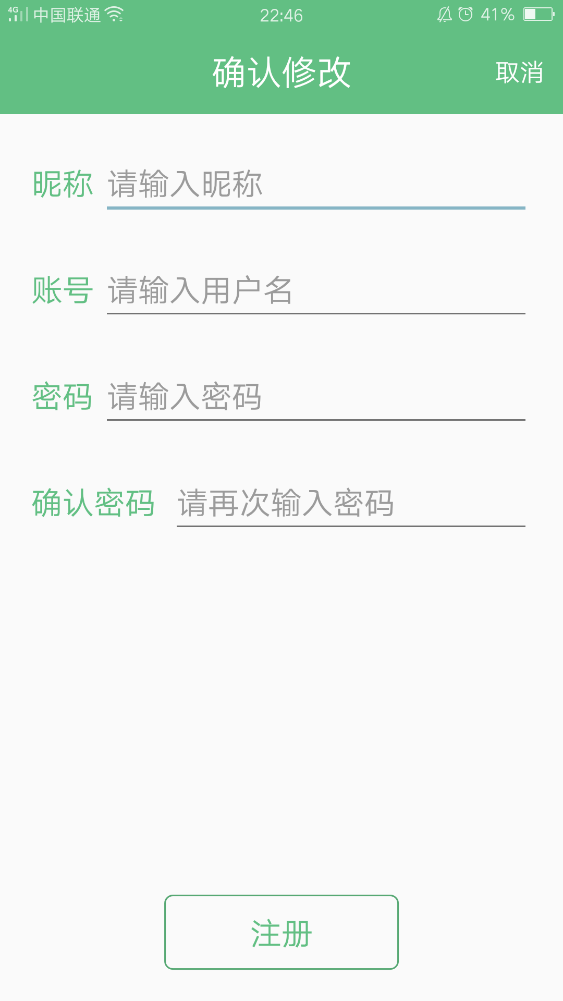 4G 中国联通 22:46 41%
确认修改 取消
昵称 请输入昵称
账号 请输入用户名
密码 请输入密码
确认密码 请再次输入密码
注册